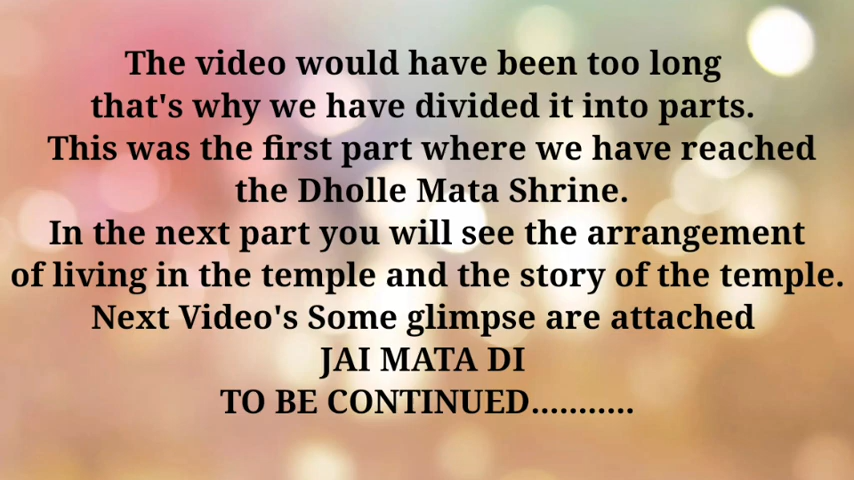 The video would have been too long
that's why we have divided it into parts.
This was the first part where we have reached
the Dholle Mata Shrine.
In the next part you will see the arrangement
of living in the temple and the story of the temple.
Next Video's Some glimpse are attached
JAI MATA DI
TO BE CONTINUED...........